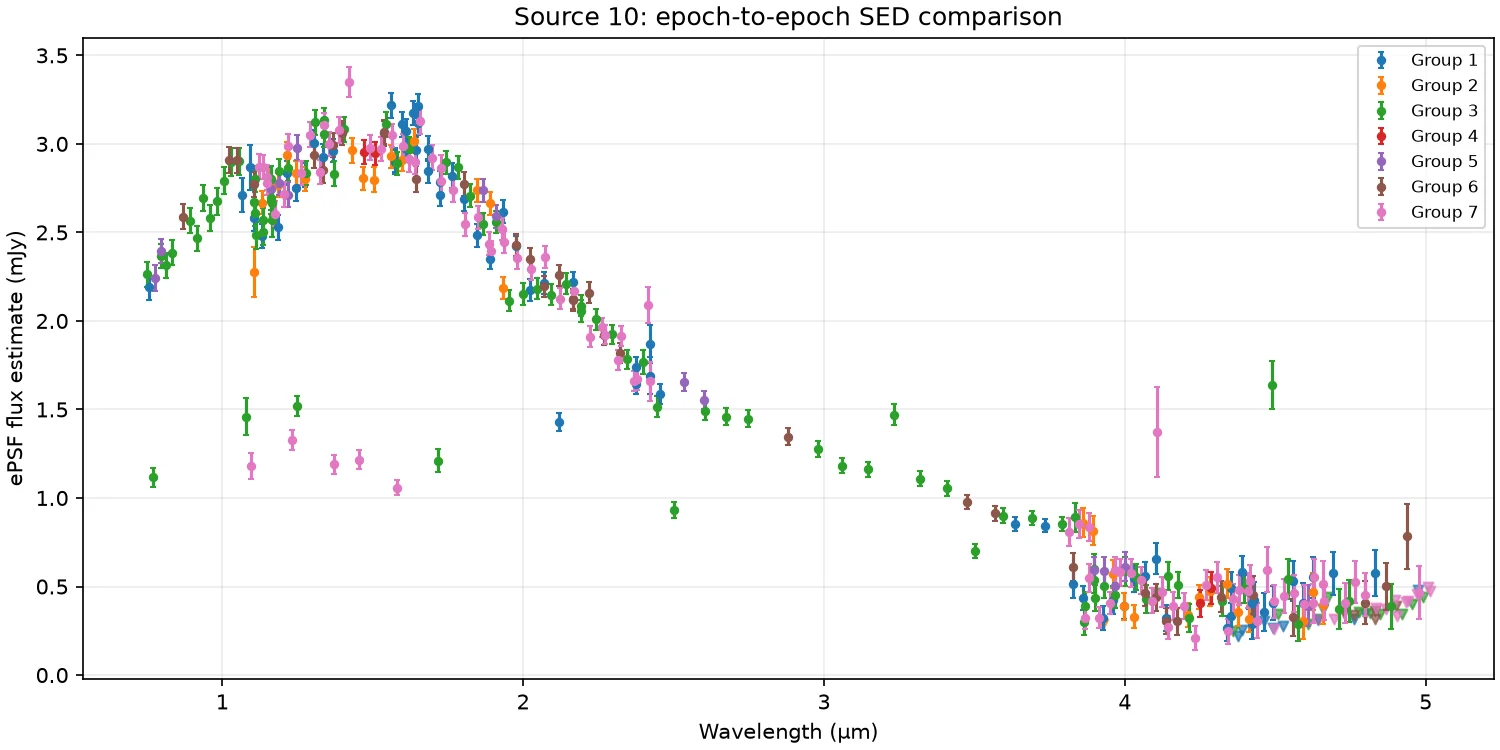 Source 10: epoch-to-epoch SED comparison
3.5
3.0
2.5
2.0
1.5
1.0
0.5
0.0
ePSF flux estimate (mJy)
Group 1
Group 2
Group 3
Group 4
Group 5
Group 6
Group 7
1 2 3 4 5
Wavelength (μm)